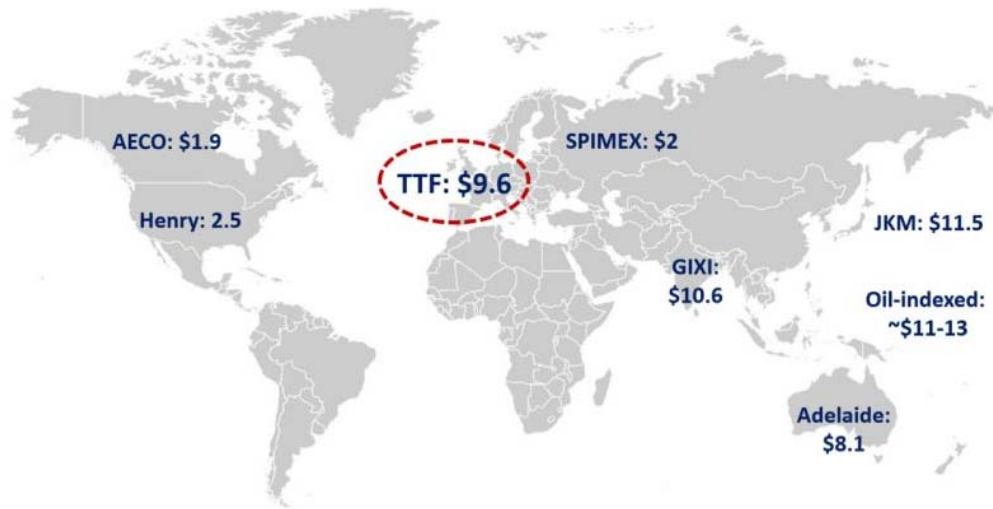 AECO: $1.9
SPIMEX: $2
TTF: $9.6
Henry: 2.5
JKM: $11.5
GIXI:
$10.6
Oil-indexed:
~$11-13
Adelaide:
$8.1